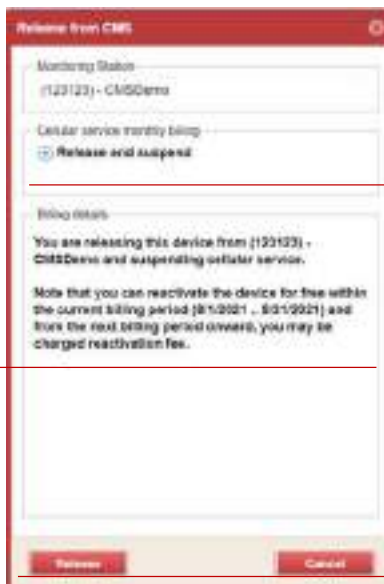 Release from CMS
Monitoring Station
(123123) - CMSDemo
Cellular service monthly billing
Release and suspend
Billing details
You are releasing this device from (123123) -
CMSDemo and suspending cellular service.
Note that you can reactivate the device for free within
the current billing period (8/1/2021 .. 8/31/2021) and
from the next billing period onward, you may be
charged reactivation fee.
Release
Cancel